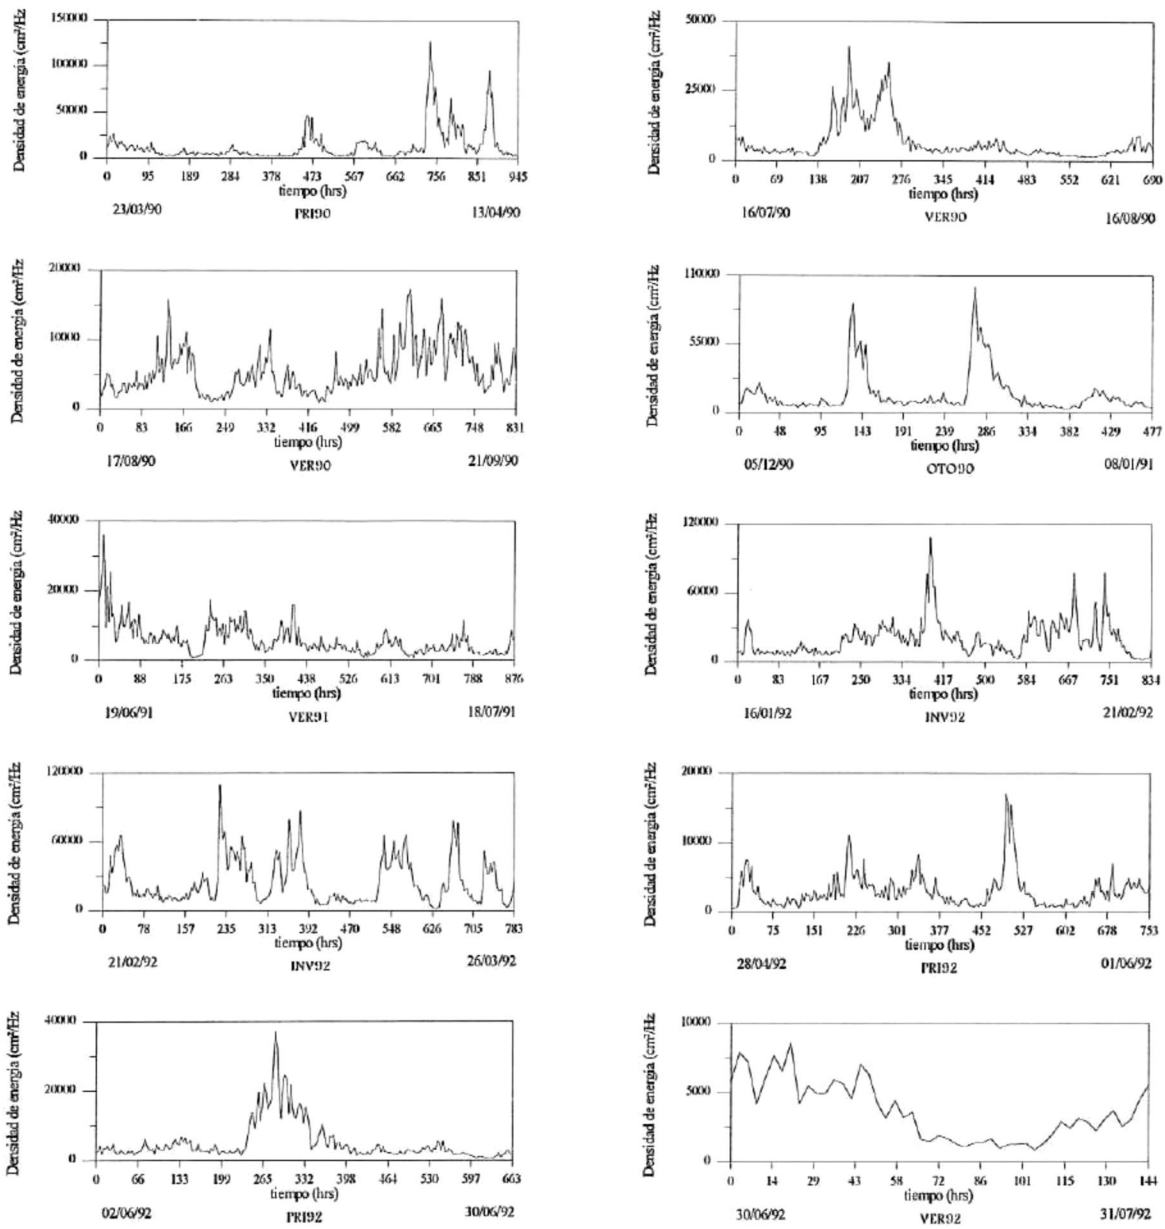 Densidad de energia (cm²/Hz
150000
100000
50000
0
0 95 189 284 378 473 567 662 756 851 945
tiempo (hrs)
23/03/90 PRI90 13/04/90
Densidad de energia (cm²/Hz
50000
25000
0
0 69 138 207 276 345 414 483 552 621 690
tiempo (hrs)
16/07/90 VER90 16/08/90
Densidad de energia (cm²/Hz
20000
10000
0
0 83 166 249 332 416 499 582 665 748 831
tiempo (hrs)
17/08/90 VER90 21/09/90
Densidad de energia (cm²/Hz
110000
55000
0
0 48 95 143 191 239 286 334 382 429 477
tiempo (hrs)
05/12/90 OTO90 08/01/91
Densidad de energia (cm²/Hz
40000
20000
0
0 88 175 263 350 438 526 613 701 788 876
tiempo (hrs)
19/06/91 VER91 18/07/91
Densidad de energia (cm²/Hz
120000
60000
0
0 83 167 250 334 417 500 584 667 751 834
tiempo (hrs)
16/01/92 INV92 21/02/92
Densidad de energia (cm²/Hz
120000
60000
0
0 78 157 235 313 392 470 548 626 705 783
tiempo (hrs)
21/02/92 INV92 26/03/92
Densidad de energia (cm²/Hz
20000
10000
0
0 75 151 226 301 377 452 527 602 678 753
tiempo (hrs)
28/04/92 PRI92 01/06/92
Densidad de energia (cm²/Hz
40000
20000
0
0 66 133 199 265 332 398 464 530 597 663
tiempo (hrs)
02/06/92 PRI92 30/06/92
Densidad de energia (cm²/Hz
10000
5000
0
0 14 29 43 58 72 86 101 115 130 144
tiempo (hrs)
30/06/92 VER92 31/07/92